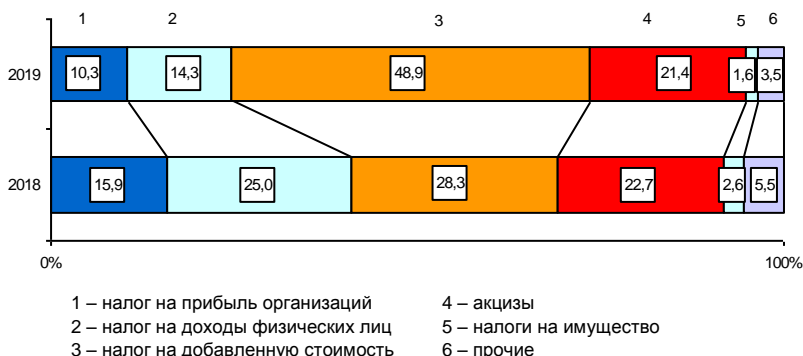 1 2 3 4 5 6
2019 10,3 14,3 48,9 21,4 1,6 3,5
2018 15,9 25,0 28,3 22,7 2,6 5,5
0% 100%
1 – налог на прибыль организаций 4 – акцизы
2 – налог на доходы физических лиц 5 – налоги на имущество
3 – налог на добавленную стоимость 6 – прочие